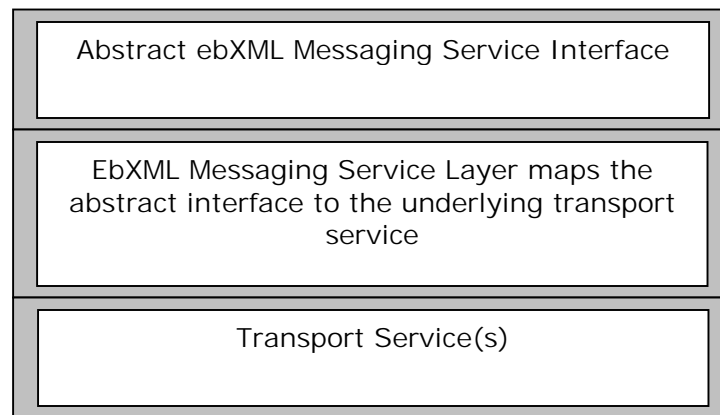 Abstract ebXML Messaging Service Interface
EbXML Messaging Service Layer maps the
abstract interface to the underlying transport
service
Transport Service(s)